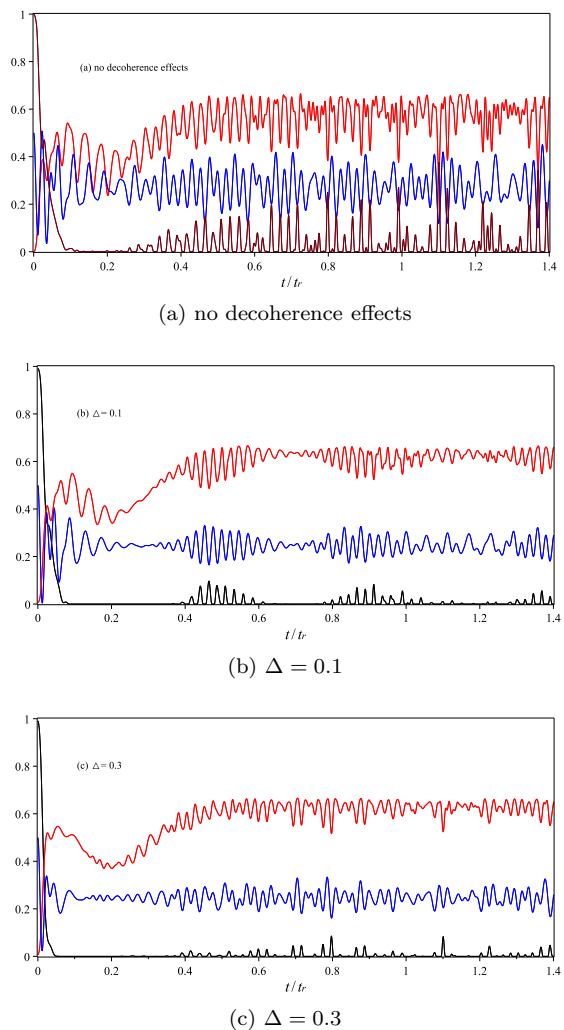 1
(a) no decoherence effects
0.8
0.6
0.4
0.2
0
0 0.2 0.4 0.6 0.8 1 1.2 1.4
t / tr
(a) no decoherence effects
1
(b) △= 0.1
0.8
0.6
0.4
0.2
0
0 0.2 0.4 0.6 0.8 1 1.2 1.4
t / tr
(b) Δ = 0.1
1
(c) △= 0.3
0.8
0.6
0.4
0.2
0
0 0.2 0.4 0.6 0.8 1 1.2 1.4
t / tr
(c) Δ = 0.3